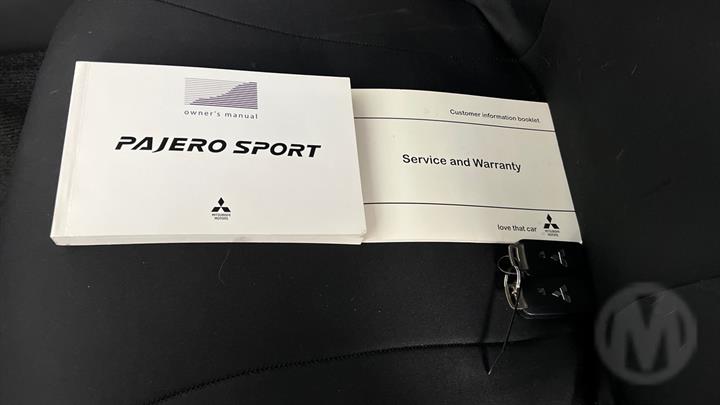 owner's manual
PAJERO SPORT
MITSUBISHI
MOTORS
Customer information booklet.
Service and Warranty
love that car
M